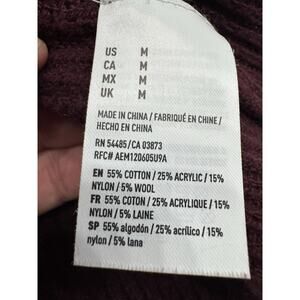 US M
CA M
MX M
UK M
MADE IN CHINA / FABRIQUÉ EN CHINE /
HECHO EN CHINA
RN 54485/CA 03873
RFC# AEM120605U9A
EN 55% COTTON / 25% ACRYLIC / 15%
NYLON / 5% WOOL
FR 55% COTON / 25% ACRYLIQUE / 15%
NYLON / 5% LAINE
SP 55% algodón / 25% acrílico / 15%
nylon / 5% lana